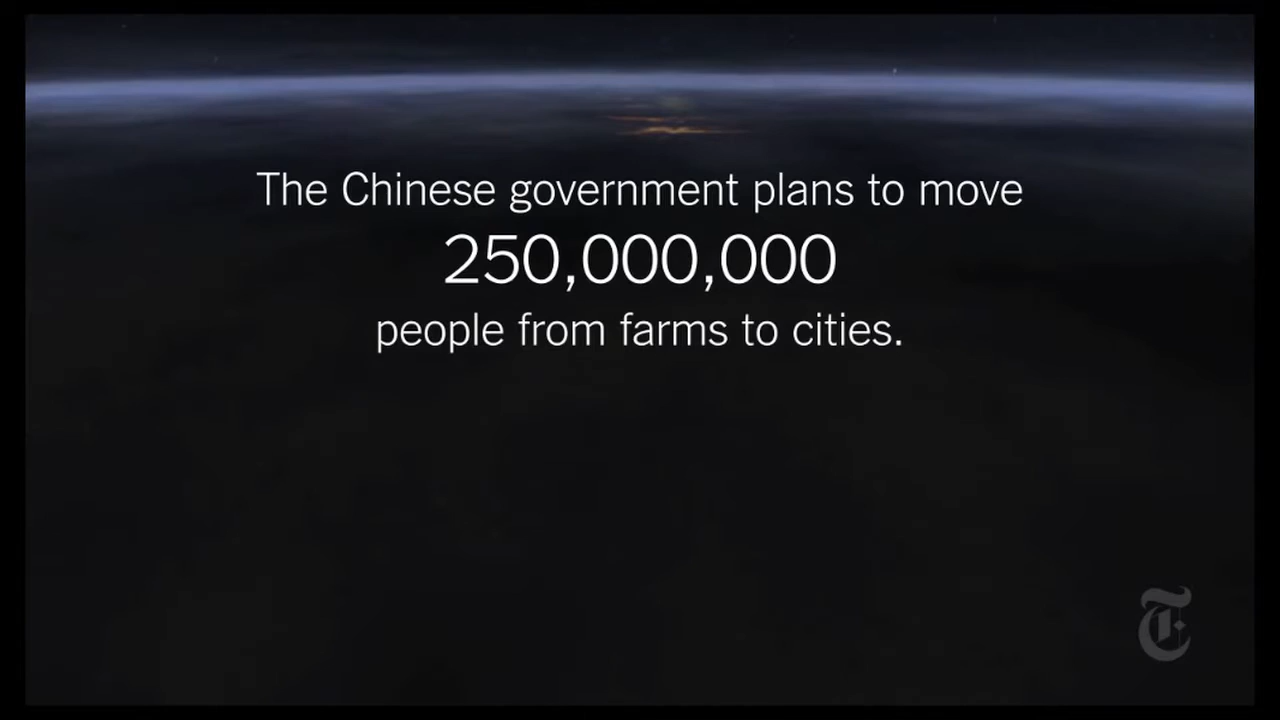 The Chinese government plans to move
250,000,000
people from farms to cities.
T